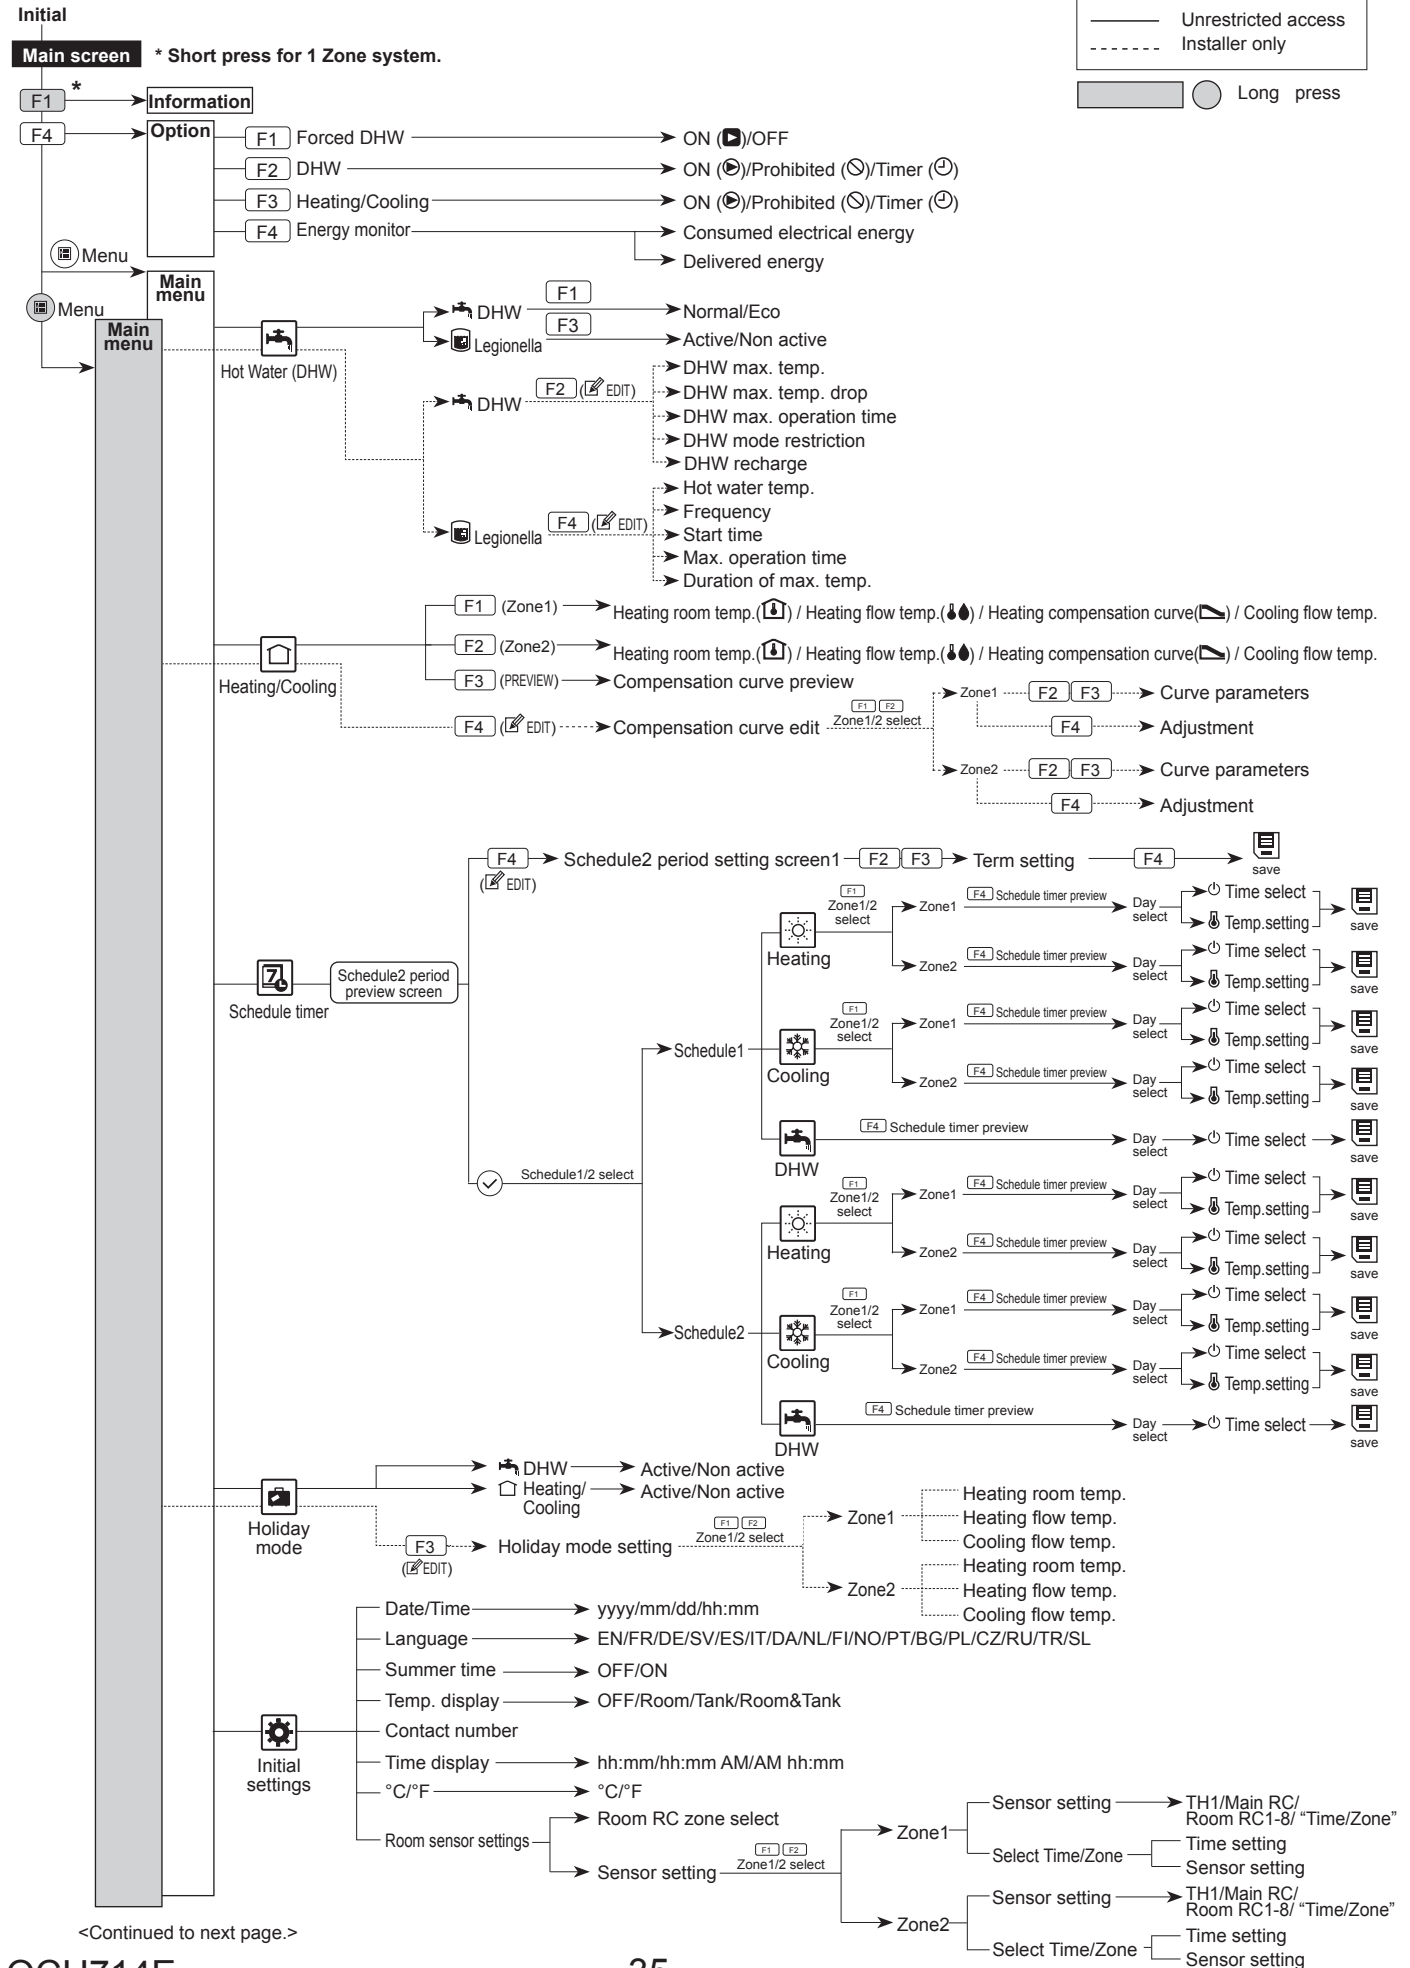 Initial
Main screen
* Short press for 1 Zone system.
Unrestricted access
Installer only
Long press
F1 * Information
F4 Option
F1 Forced DHW ON ( )/OFF
F2 DHW ON ( )/Prohibited ( )/Timer ( )
F3 Heating/Cooling ON ( )/Prohibited ( )/Timer ( )
F4 Energy monitor Consumed electrical energy
Delivered energy
Menu
Main menu
Menu
Main menu
Hot Water (DHW)
DHW F1 Normal/Eco
Legionella F3 Active/Non active
DHW F2 ( EDIT)
DHW max. temp.
DHW max. temp. drop
DHW max. operation time
DHW mode restriction
DHW recharge
Legionella F4 ( EDIT)
Hot water temp.
Frequency
Start time
Max. operation time
Duration of max. temp.
Heating/Cooling
F1 (Zone1) Heating room temp.( ) / Heating flow temp.( ) / Heating compensation curve( ) / Cooling flow temp.
F2 (Zone2) Heating room temp.( ) / Heating flow temp.( ) / Heating compensation curve( ) / Cooling flow temp.
F3 (PREVIEW) Compensation curve preview
F4 ( EDIT) Compensation curve edit F1 F2 Zone1/2 select
Zone1 F2 F3 Curve parameters
F4 Adjustment
Zone2 F2 F3 Curve parameters
F4 Adjustment
7
Schedule timer
Schedule2 period preview screen
F4 ( EDIT) Schedule2 period setting screen1 F2 F3 Term setting F4 save
Schedule1/2 select
Schedule1
Heating F1 Zone1/2 select
Zone1 F4 Schedule timer preview Day select Time select Temp.setting save
Zone2 F4 Schedule timer preview Day select Time select Temp.setting save
Cooling F1 Zone1/2 select
Zone1 F4 Schedule timer preview Day select Time select Temp.setting save
Zone2 F4 Schedule timer preview Day select Time select Temp.setting save
DHW F4 Schedule timer preview Day select Time select save
Schedule2
Heating F1 Zone1/2 select
Zone1 F4 Schedule timer preview Day select Time select Temp.setting save
Zone2 F4 Schedule timer preview Day select Time select Temp.setting save
Cooling F1 Zone1/2 select
Zone1 F4 Schedule timer preview Day select Time select Temp.setting save
Zone2 F4 Schedule timer preview Day select Time select Temp.setting save
DHW F4 Schedule timer preview Day select Time select save
Holiday mode
DHW Active/Non active
Heating/Cooling Active/Non active
F3 ( EDIT) Holiday mode setting F1 F2 Zone1/2 select
Zone1
Heating room temp.
Heating flow temp.
Cooling flow temp.
Zone2
Heating room temp.
Heating flow temp.
Cooling flow temp.
Initial settings
Date/Time yyyy/mm/dd/hh:mm
Language EN/FR/DE/SV/ES/IT/DA/NL/FI/NO/PT/BG/PL/CZ/RU/TR/SL
Summer time OFF/ON
Temp. display OFF/Room/Tank/Room&Tank
Contact number
Time display hh:mm/hh:mm AM/AM hh:mm
°C/°F °C/°F
Room sensor settings
Room RC zone select
Sensor setting F1 F2 Zone1/2 select
Zone1
Sensor setting TH1/Main RC/
Room RC1-8/ “Time/Zone”
Select Time/Zone
Time setting
Sensor setting
Zone2
Sensor setting TH1/Main RC/
Room RC1-8/ “Time/Zone”
Select Time/Zone
Time setting
Sensor setting
<Continued to next page.>